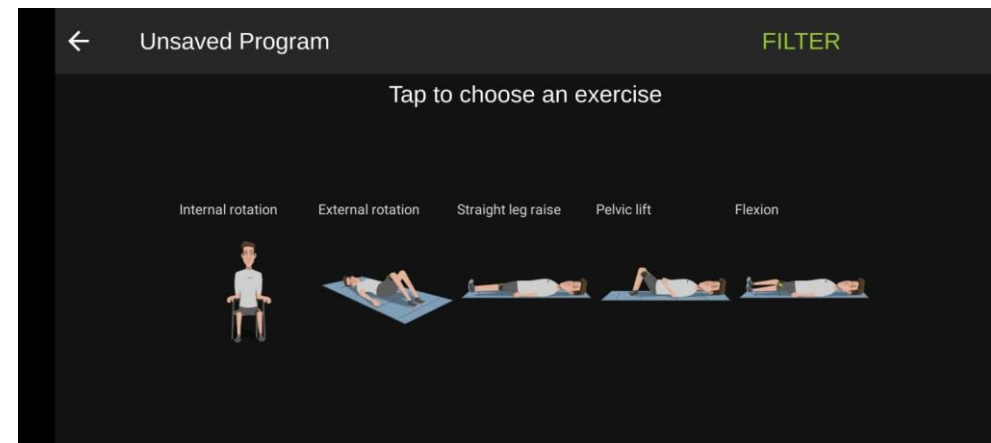 Unsaved Program
FILTER
Tap to choose an exercise
Internal rotation
External rotation
Straight leg raise
Pelvic lift
Flexion